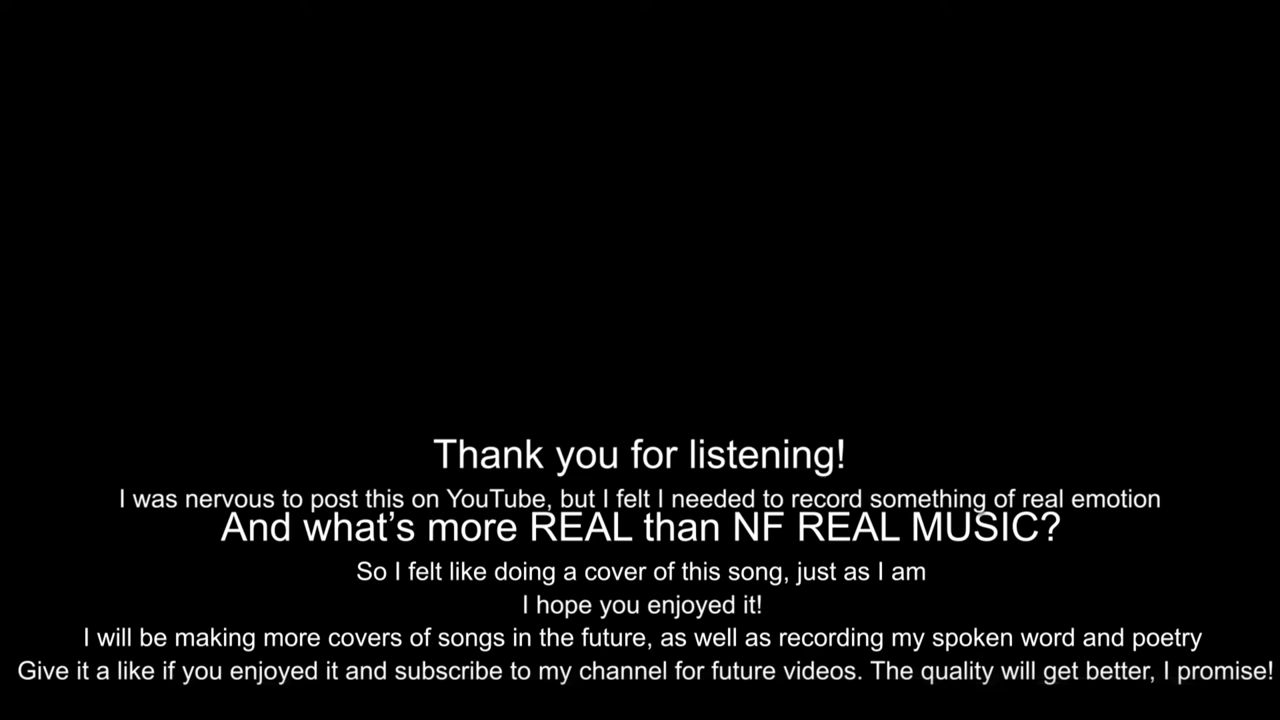 Thank you for listening!
I was nervous to post this on YouTube, but I felt I needed to record something of real emotion
And what’s more REAL than NF REAL MUSIC?
So I felt like doing a cover of this song, just as I am
I hope you enjoyed it!
I will be making more covers of songs in the future, as well as recording my spoken word and poetry
Give it a like if you enjoyed it and subscribe to my channel for future videos. The quality will get better, I promise!